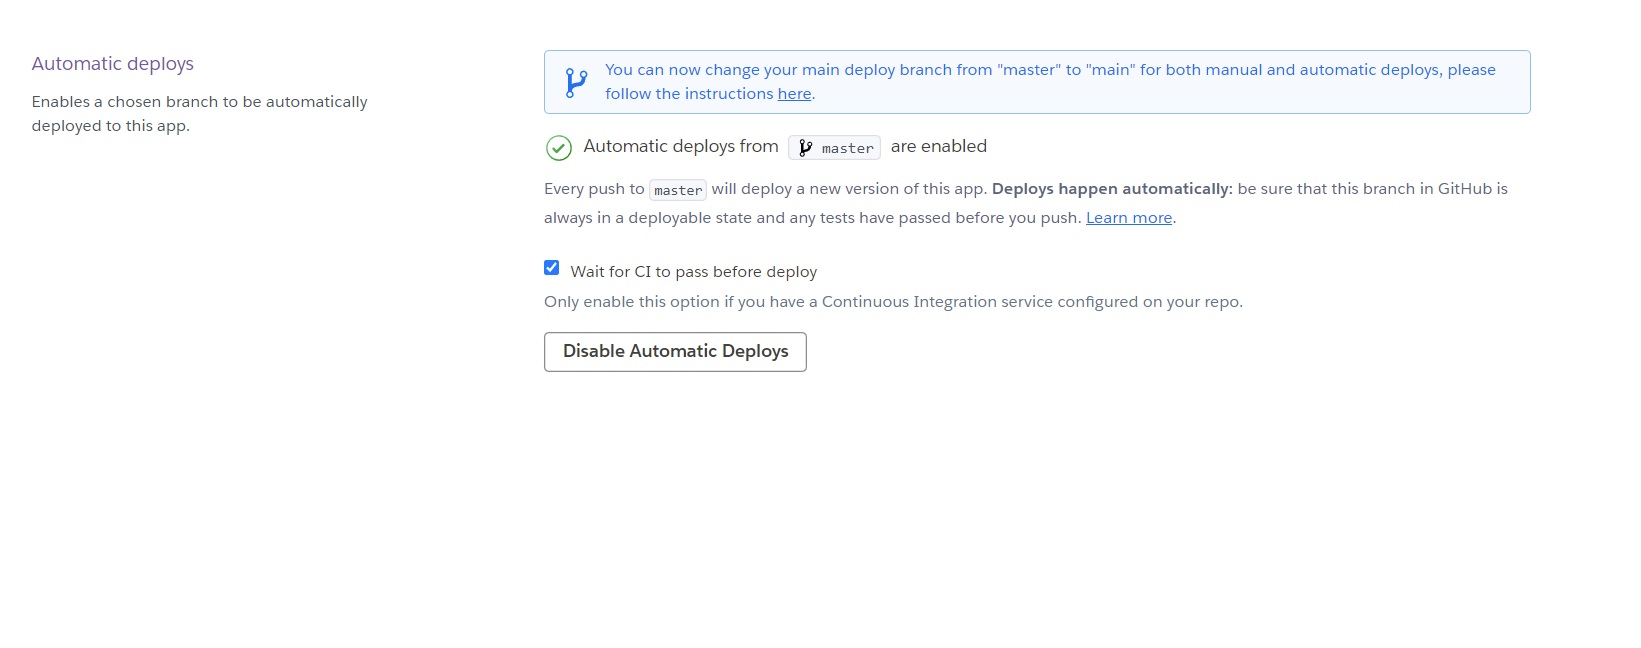 Automatic deploys
Enables a chosen branch to be automatically
deployed to this app.
You can now change your main deploy branch from "master" to "main" for both manual and automatic deploys, please
follow the instructions here.
Automatic deploys from master are enabled
Every push to master will deploy a new version of this app. Deploys happen automatically: be sure that this branch in GitHub is
always in a deployable state and any tests have passed before you push. Learn more.
Wait for CI to pass before deploy
Only enable this option if you have a Continuous Integration service configured on your repo.
Disable Automatic Deploys